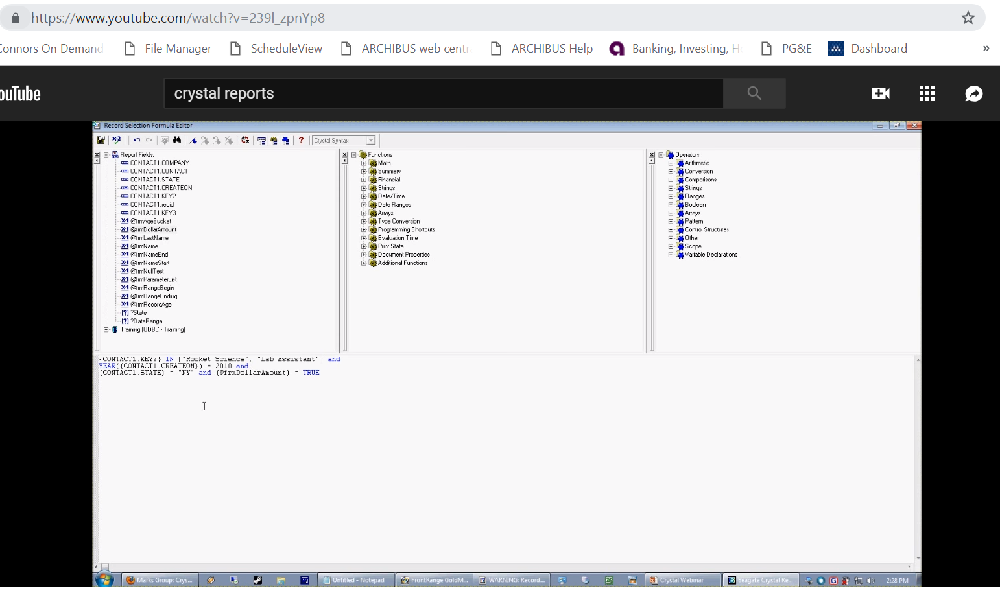 https://www.youtube.com/watch?v=239l_zpnYp8
Connors On Demand File Manager ScheduleView ARCHIBUS web centr ARCHIBUS Help Banking, Investing, H PG&E Dashboard »
ouTube crystal reports
Record Selection Formula Editor
Crystal Syntax
Report Fields:
CONTACT1.COMPANY
CONTACT1.CONTACT
CONTACT1.STATE
CONTACT1.CREATEON
CONTACT1.KEY2
CONTACT1.recid
CONTACT1.KEY3
@frmAgeBucket
@frmDollarAmount
@frmLastName
@frmName
@frmNameEnd
@frmNameStart
@frmNullTest
@frmParameterList
@frmRangeBegin
@frmRangeEnding
@frmRecordAge
?State
?DateRange
Training (ODBC - Training)
Functions
Math
Summary
Financial
Strings
Date/Time
Date Ranges
Arrays
Type Conversion
Programming Shortcuts
Evaluation Time
Print State
Document Properties
Additional Functions
Operators
Arithmetic
Conversion
Comparisons
Strings
Ranges
Boolean
Arrays
Pattern
Control Structures
Other
Scope
Variable Declarations
{CONTACT1.KEY2} IN ["Rocket Science", "Lab Assistant"] and
YEAR({CONTACT1.CREATEON}) = 2010 and
{CONTACT1.STATE} = "NY" and {@frmDollarAmount} = TRUE
Marks Group: Crys... Untitled - Notepad FrontRange GoldM... WARNING: Record... Crystal Webinar Seagate Crystal Re... 2:28 PM